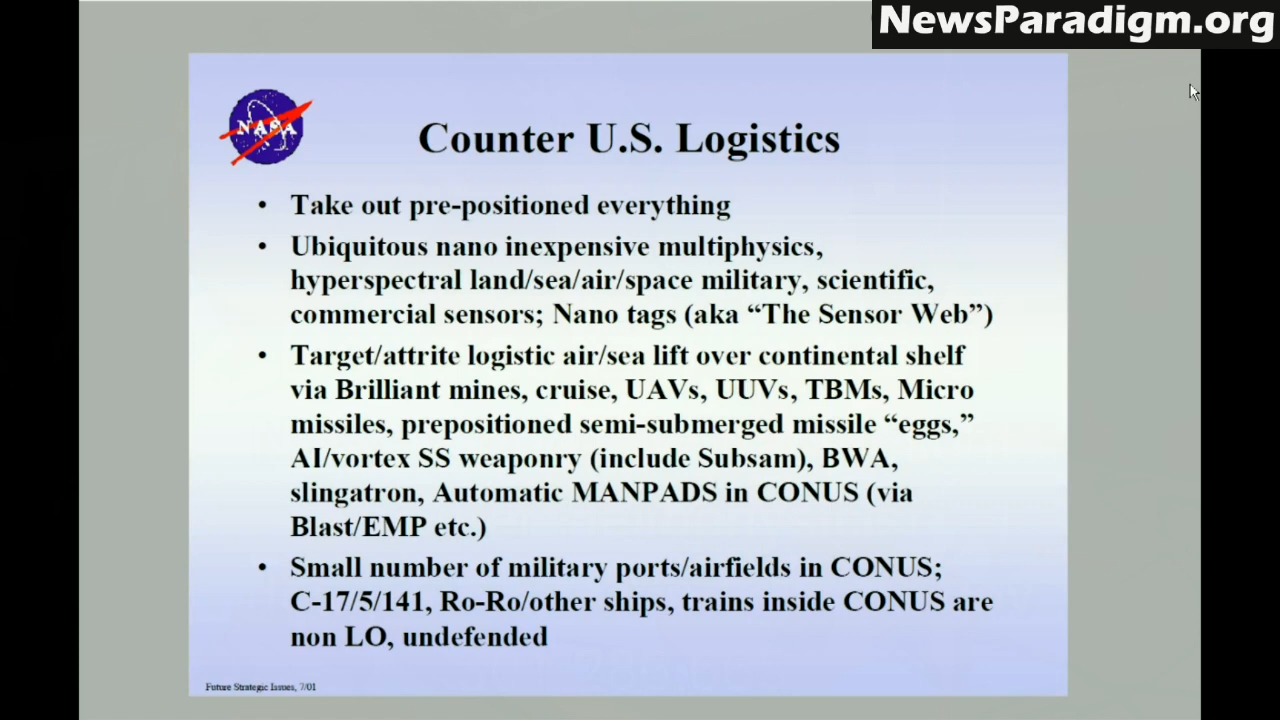 NewsParadigm.org
NASA
Counter U.S. Logistics
• Take out pre-positioned everything
• Ubiquitous nano inexpensive multiphysics,
hyperspectral land/sea/air/space military, scientific,
commercial sensors; Nano tags (aka “The Sensor Web”)
• Target/attrite logistic air/sea lift over continental shelf
via Brilliant mines, cruise, UAVs, UUVs, TBMs, Micro
missiles, prepositioned semi-submerged missile “eggs,”
AI/vortex SS weaponry (include Subsam), BWA,
slingatron, Automatic MANPADS in CONUS (via
Blast/EMP etc.)
• Small number of military ports/airfields in CONUS;
C-17/5/141, Ro-Ro/other ships, trains inside CONUS are
non LO, undefended
Future Strategic Issues, 7/01